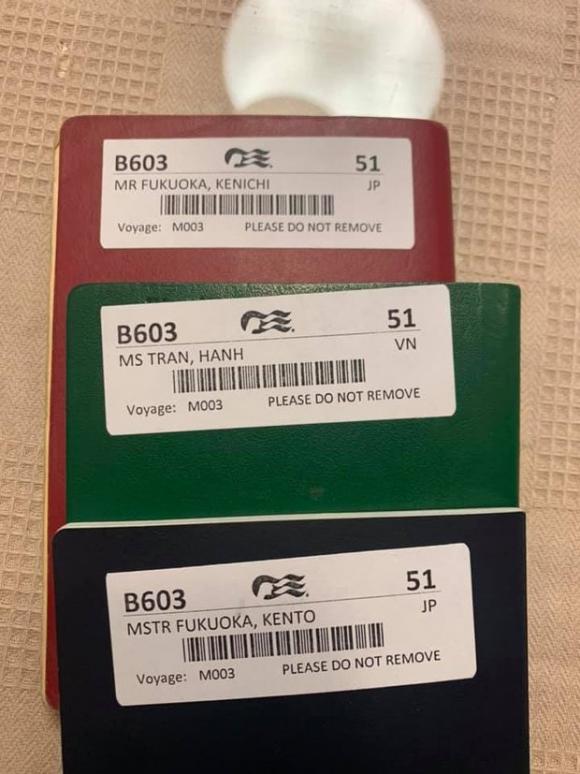 B603 51
MR FUKUOKA, KENICHI JP
Voyage: M003 PLEASE DO NOT REMOVE
B603 51
MS TRAN, HANH VN
Voyage: M003 PLEASE DO NOT REMOVE
B603 51
MSTR FUKUOKA, KENTO JP
Voyage: M003 PLEASE DO NOT REMOVE